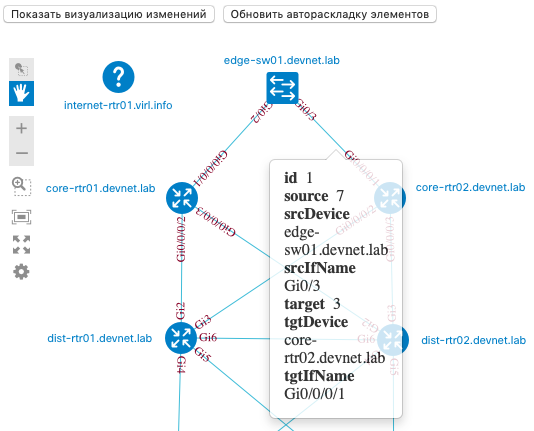 Показать визуализацию изменений
Обновить автораскладку элементов
edge-sw01.devnet.lab
internet-rtr01.virl.info
Gi0/2
Gi0/3
Gi0/0/0/1
Gi0/0/0/1
core-rtr01.devnet.lab
core-rtr02.devnet.lab
id 1
source 7
srcDevice
edge-
sw01.devnet.lab
srcIfName
Gi0/3
target 3
tgtDevice
core-
rtr02.devnet.lab
tgtIfName
Gi0/0/0/1
Gi0/0/0/2
Gi0/0/0/3
Gi0/0/0/2
Gi2
Gi3
Gi6
Gi5
Gi4
Gi2
Gi6
Gi5
dist-rtr01.devnet.lab
dist-rtr02.devnet.lab